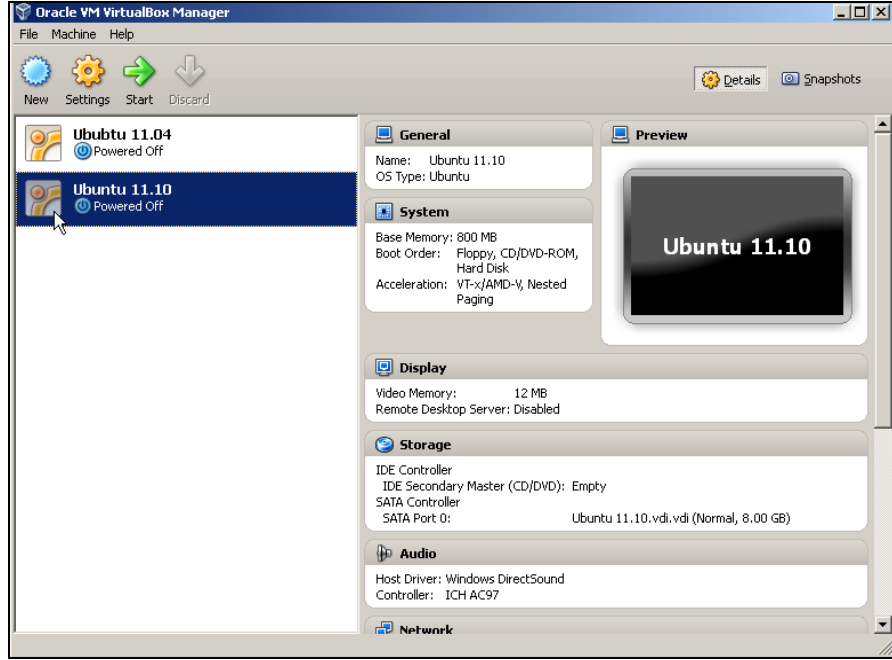 Oracle VM VirtualBox Manager
File Machine Help
New Settings Start Discard
Details Snapshots
Ububtu 11.04
Powered Off
Ubuntu 11.10
Powered Off
General
Name: Ubuntu 11.10
OS Type: Ubuntu
System
Base Memory: 800 MB
Boot Order: Floppy, CD/DVD-ROM,
Hard Disk
Acceleration: VT-x/AMD-V, Nested
Paging
Preview
Ubuntu 11.10
Display
Video Memory: 12 MB
Remote Desktop Server: Disabled
Storage
IDE Controller
IDE Secondary Master (CD/DVD): Empty
SATA Controller
SATA Port 0: Ubuntu 11.10.vdi.vdi (Normal, 8.00 GB)
Audio
Host Driver: Windows DirectSound
Controller: ICH AC97
Network